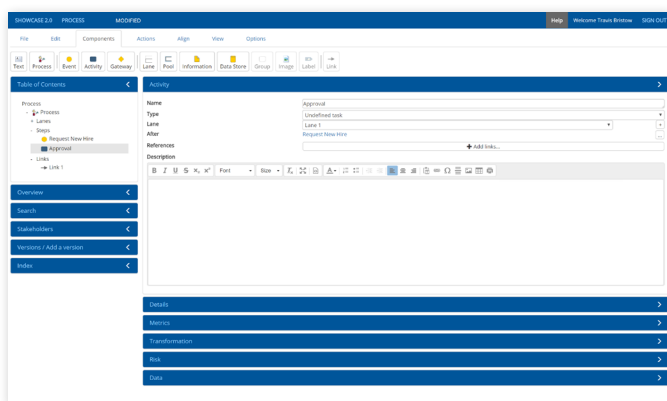 SHOWCASE 2.0 PROCESS MODIFIED Help Welcome Travis Bristow SIGN OUT
File Edit Components Actions Align View Options
Text Process Event Activity Gateway Lane Pool Information Data Store Group Image Label Link
Table of Contents
Process
Process
Lanes
Steps
Request New Hire
Approval
Links
Link 1
Overview
Search
Stakeholders
Versions / Add a version
Index
Activity
Name Approval
Type Undefined task
Lane Lane 1
After Request New Hire
References Add links...
Description
Font Size
Details
Metrics
Transformation
Risk
Data